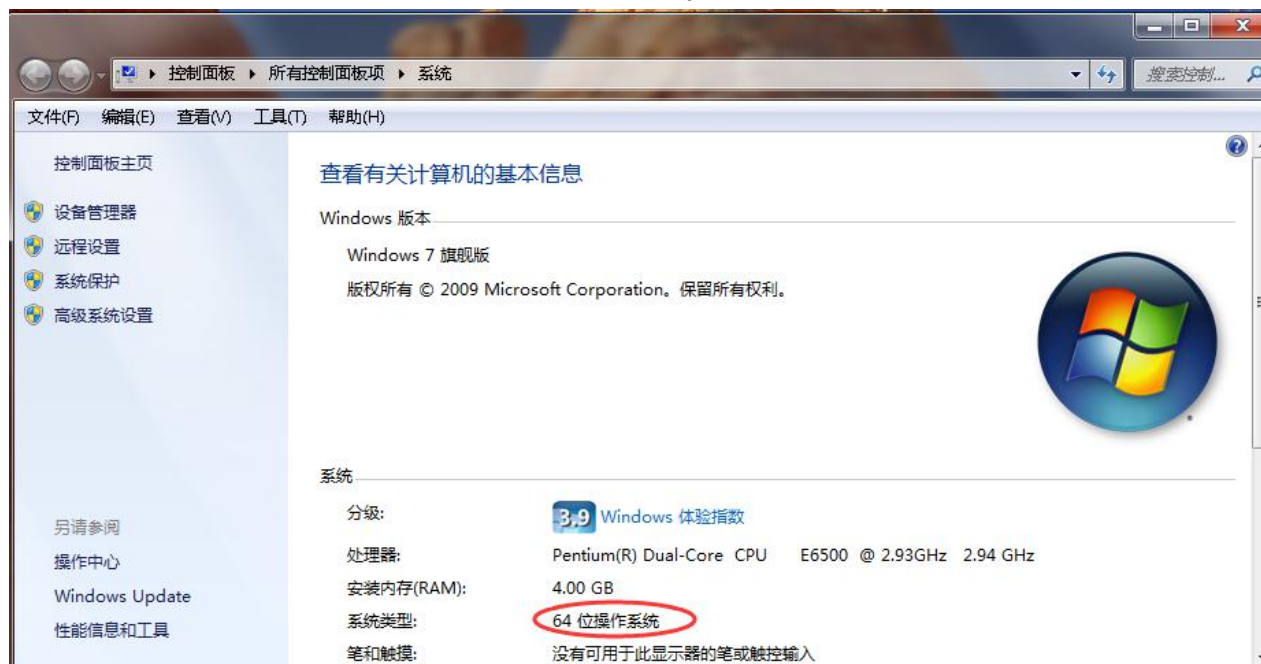 控制面板 ▸ 所有控制面板项 ▸ 系统
搜索控制...
文件(F) 编辑(E) 查看(V) 工具(T) 帮助(H)
控制面板主页
设备管理器
远程设置
系统保护
高级系统设置
另请参阅
操作中心
Windows Update
性能信息和工具
查看有关计算机的基本信息
Windows 版本
Windows 7 旗舰版
版权所有 © 2009 Microsoft Corporation。保留所有权利。
系统
分级: 3.9 Windows 体验指数
处理器: Pentium(R) Dual-Core CPU E6500 @ 2.93GHz 2.94 GHz
安装内存(RAM): 4.00 GB
系统类型: 64 位操作系统
笔和触摸: 没有可用于此显示器的笔或触控输入